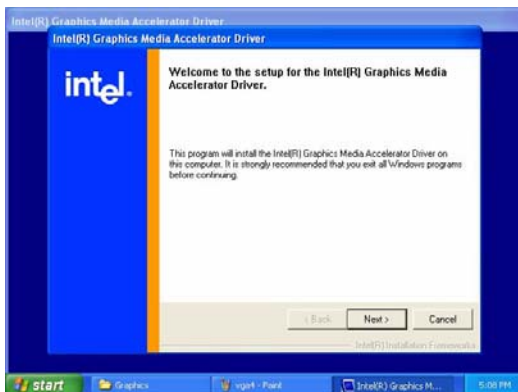 Intel(R) Graphics Media Accelerator Driver
Intel(R) Graphics Media Accelerator Driver
intel.
Welcome to the setup for the Intel(R) Graphics Media
Accelerator Driver.
This program will install the Intel(R) Graphics Media Accelerator Driver on
this computer. It is strongly recommended that you exit all Windows programs
before continuing.
< Back Next > Cancel
Intel(R) Installation Framework
start Graphics - Paint Intel(R) Graphics M... 5:08 PM